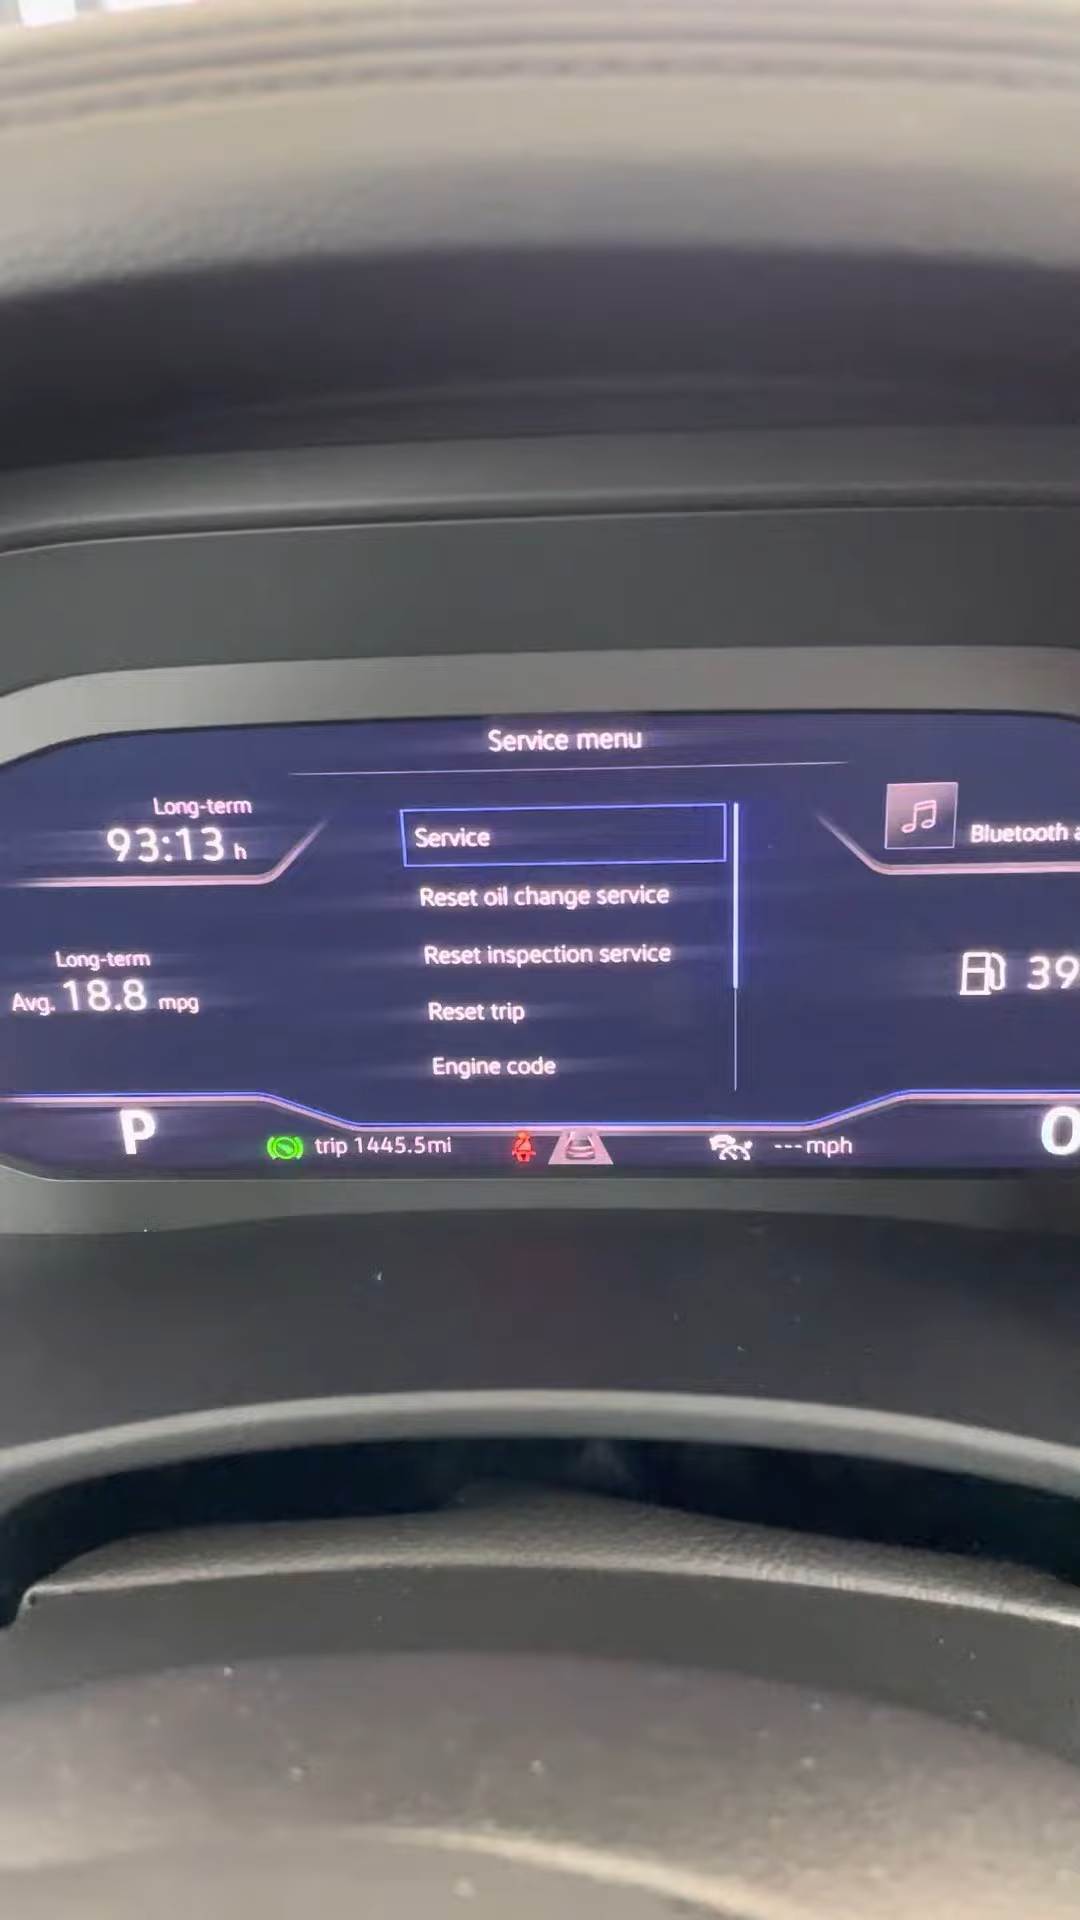 Service menu
Long-term
93:13 h
Service
Bluetooth
Reset oil change service
Reset inspection service
Long-term
Avg. 18.8 mpg
39
Reset trip
Engine code
P
trip 1445.5mi
---mph